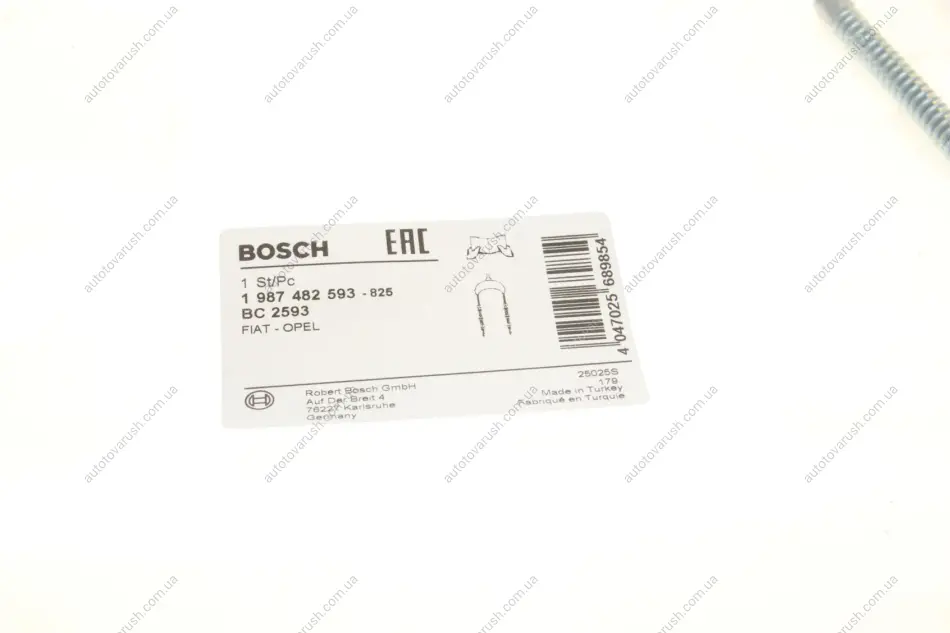 BOSCH
EAC
1 St/Pc
1 987 482 593 - 825
BC 2593
FIAT - OPEL
4 047025 689854
Robert Bosch GmbH
Auf Der Breit 4
76227 Karlsruhe
Germany
25025S
179
Made in Turkey
Fabriqué en Turquie
autotovarush.com.ua